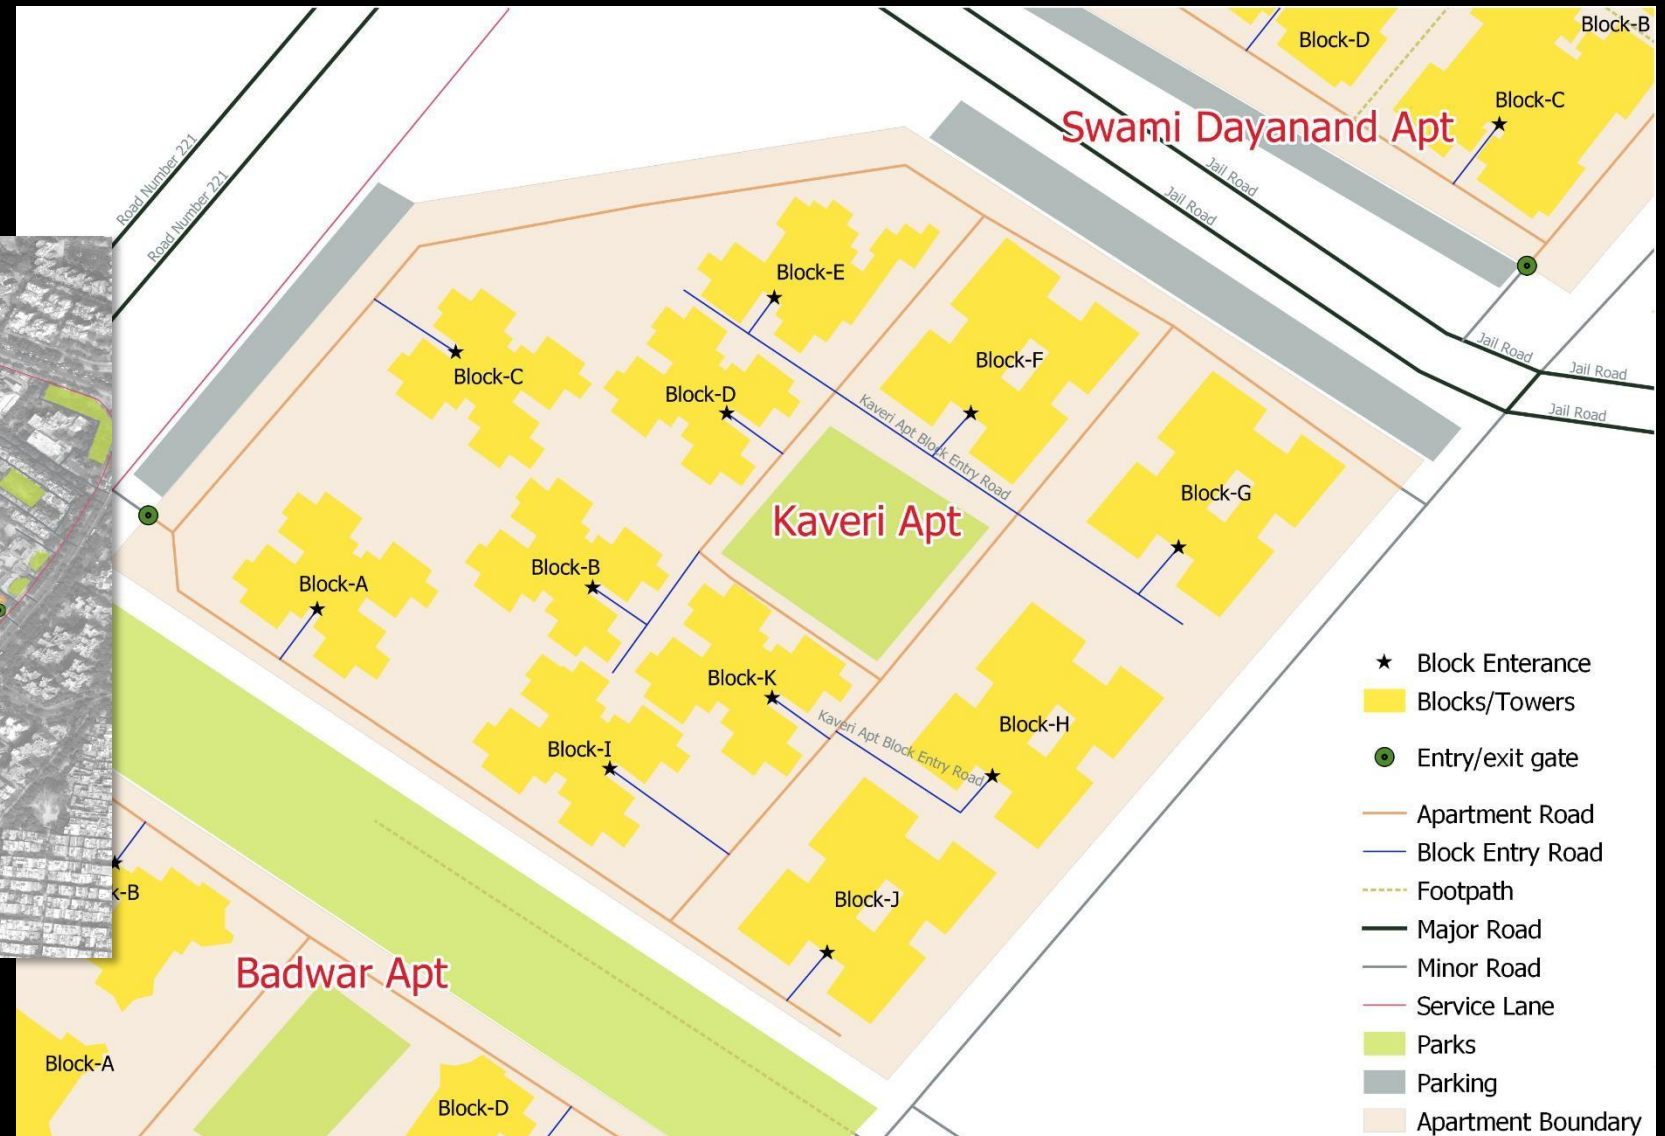 Block-B
Block-D
Block-C
Swami Dayanand Apt
Road Number 221
Road Number 221
Jail Road
Jail Road
Block-E
Jail Road
Jail Road
Jail Road
Block-F
Block-C
Block-D
Kaveri Apt Block Entry Road
Block-G
Kaveri Apt
Block-B
Block-A
Block-K
Kaveri Apt Block Entry Road
Block-H
Block-I
Block-J
k-B
Badwar Apt
Block-A
Block-D
Block Enterance
Blocks/Towers
Entry/exit gate
Apartment Road
Block Entry Road
Footpath
Major Road
Minor Road
Service Lane
Parks
Parking
Apartment Boundary